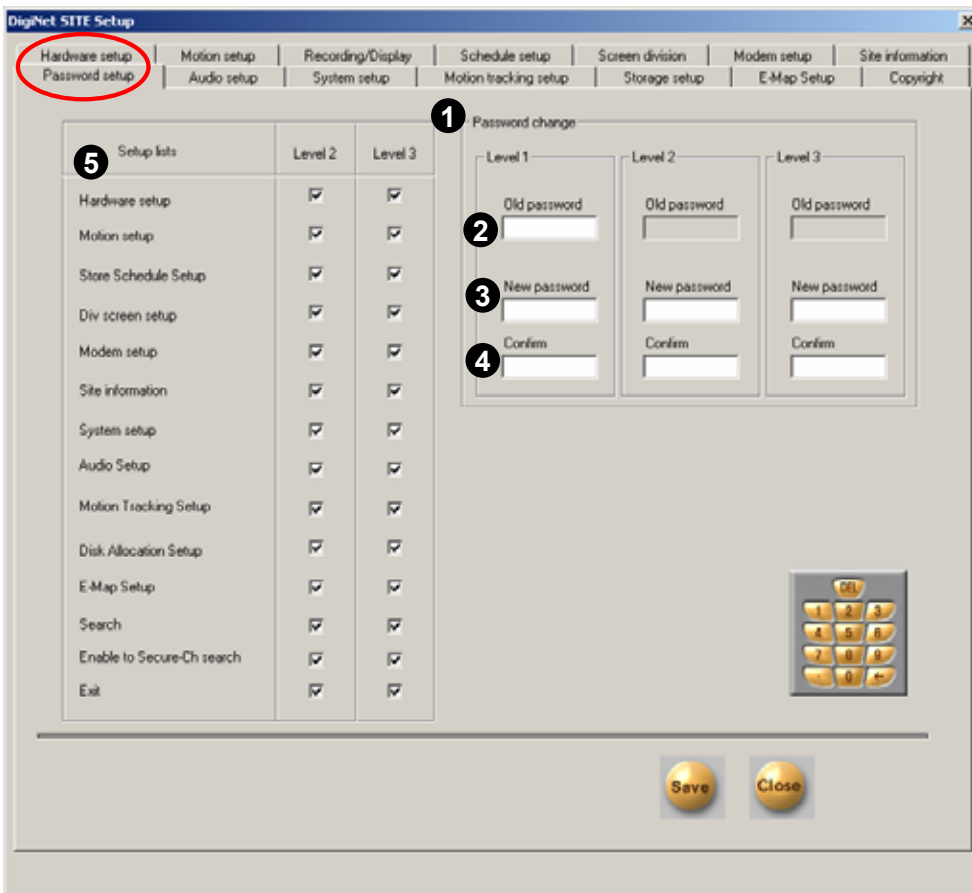 DigiNet SITE Setup
Hardware setup Motion setup Recording/Display Schedule setup Screen division Modem setup Site information
Password setup Audio setup System setup Motion tracking setup Storage setup E-Map Setup Copyright
1 Password change
5 Setup lists Level 2 Level 3
Level 1 Level 2 Level 3
Hardware setup
Old password Old password Old password
2
Motion setup
Store Schedule Setup
3 New password New password New password
Div screen setup
Confirm Confirm Confirm
4
Modem setup
Site information
System setup
Audio Setup
Motion Tracking Setup
Disk Allocation Setup
E-Map Setup
Search
Enable to Secure-Ch search
Exit
DEL
1 2 3
4 5 6
7 8 9
. 0 ←
Save Close